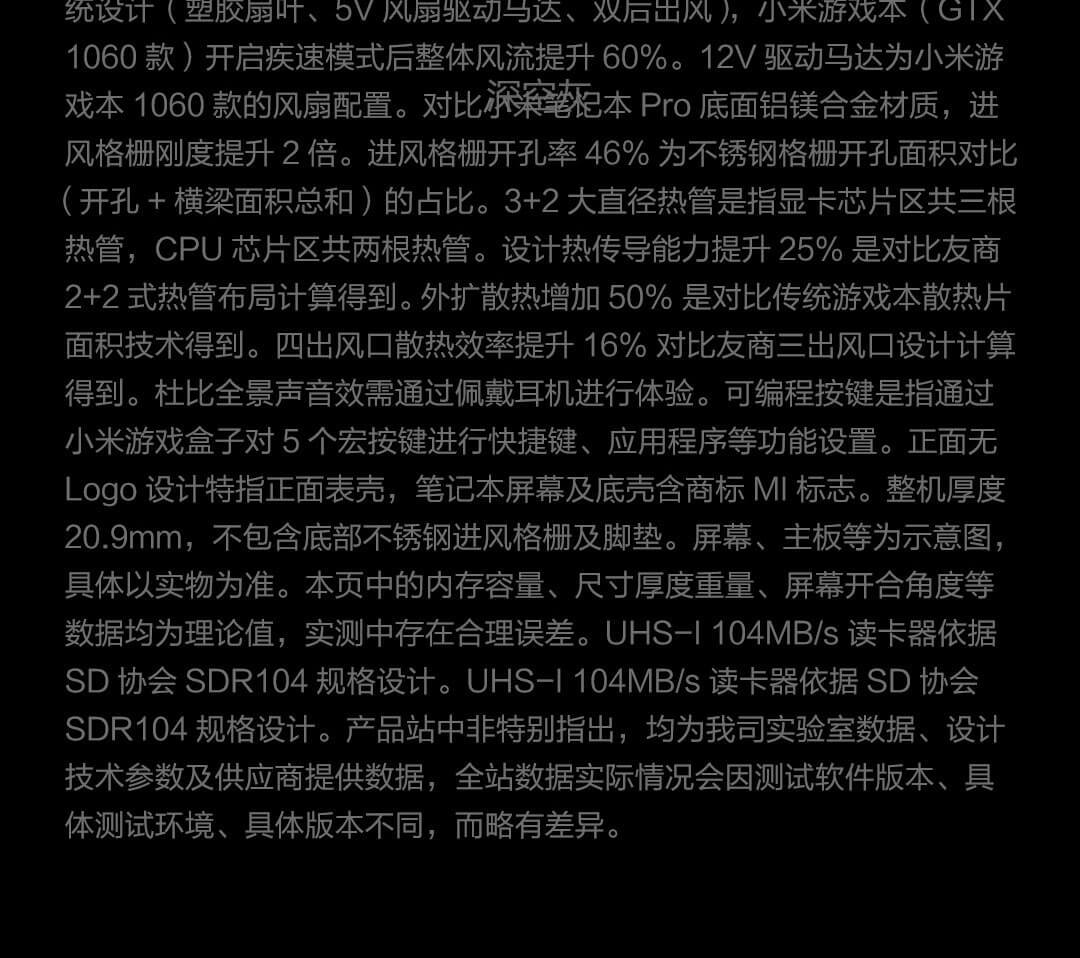 统设计（塑胶扇叶、5V 风扇驱动马达、双后出风），小米游戏本（GTX
1060 款）开启疾速模式后整体风流提升 60%。12V 驱动马达为小米游
深空灰
戏本 1060 款的风扇配置。对比小米笔记本 Pro 底面铝镁合金材质，进
风格栅刚度提升 2 倍。进风格栅开孔率 46% 为不锈钢格栅开孔面积对比
（开孔 + 横梁面积总和）的占比。3+2 大直径热管是指显卡芯片区共三根
热管，CPU 芯片区共两根热管。设计热传导能力提升 25% 是对比友商
2+2 式热管布局计算得到。外扩散热增加 50% 是对比传统游戏本散热片
面积技术得到。四出风口散热效率提升 16% 对比友商三出风口设计计算
得到。杜比全景声音效需通过佩戴耳机进行体验。可编程按键是指通过
小米游戏盒子对 5 个宏按键进行快捷键、应用程序等功能设置。正面无
Logo 设计特指正面表壳，笔记本屏幕及底壳含商标 MI 标志。整机厚度
20.9mm，不包含底部不锈钢进风格栅及脚垫。屏幕、主板等为示意图，
具体以实物为准。本页中的内存容量、尺寸厚度重量、屏幕开合角度等
数据均为理论值，实测中存在合理误差。UHS-I 104MB/s 读卡器依据
SD 协会 SDR104 规格设计。UHS-I 104MB/s 读卡器依据 SD 协会
SDR104 规格设计。产品站中非特别指出，均为我司实验室数据、设计
技术参数及供应商提供数据，全站数据实际情况会因测试软件版本、具
体测试环境、具体版本不同，而略有差异。